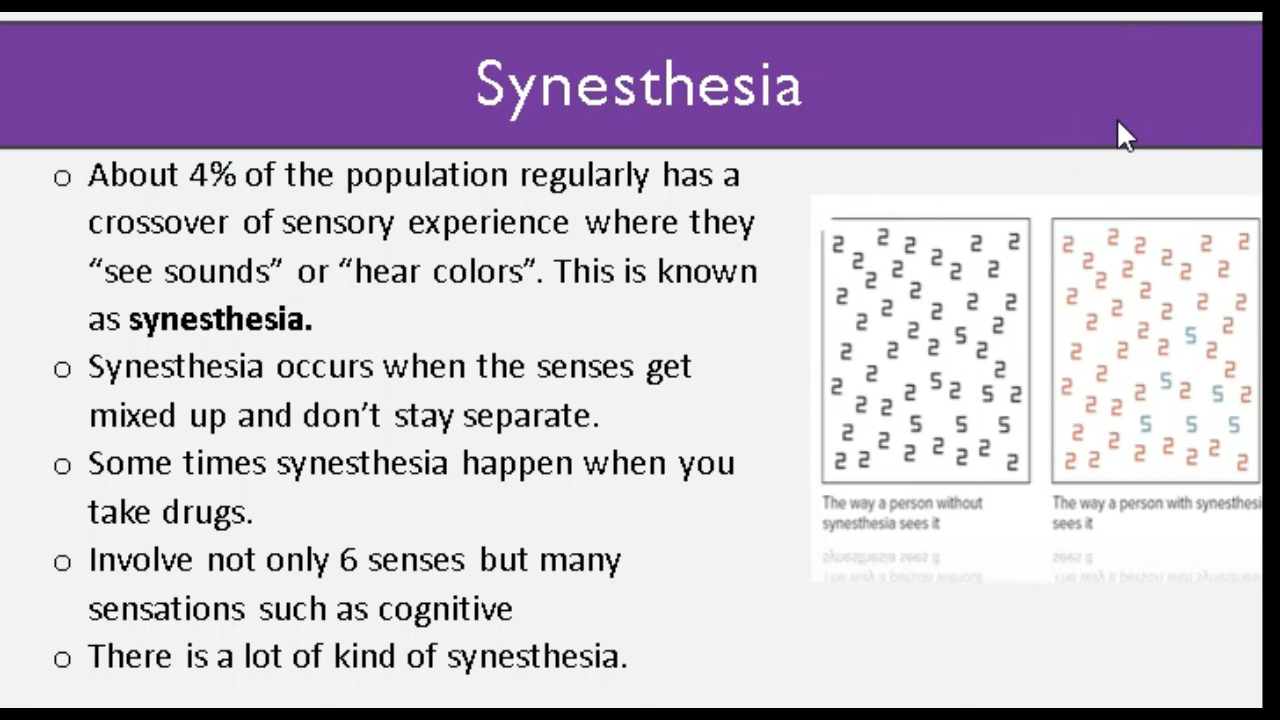 Synesthesia
o About 4% of the population regularly has a
crossover of sensory experience where they
“see sounds” or “hear colors”. This is known
as synesthesia.
o Synesthesia occurs when the senses get
mixed up and don’t stay separate.
o Some times synesthesia happen when you
take drugs.
o Involve not only 6 senses but many
sensations such as cognitive
o There is a lot of kind of synesthesia.
The way a person without
synesthesia sees it
The way a person with synesthesi
sees it